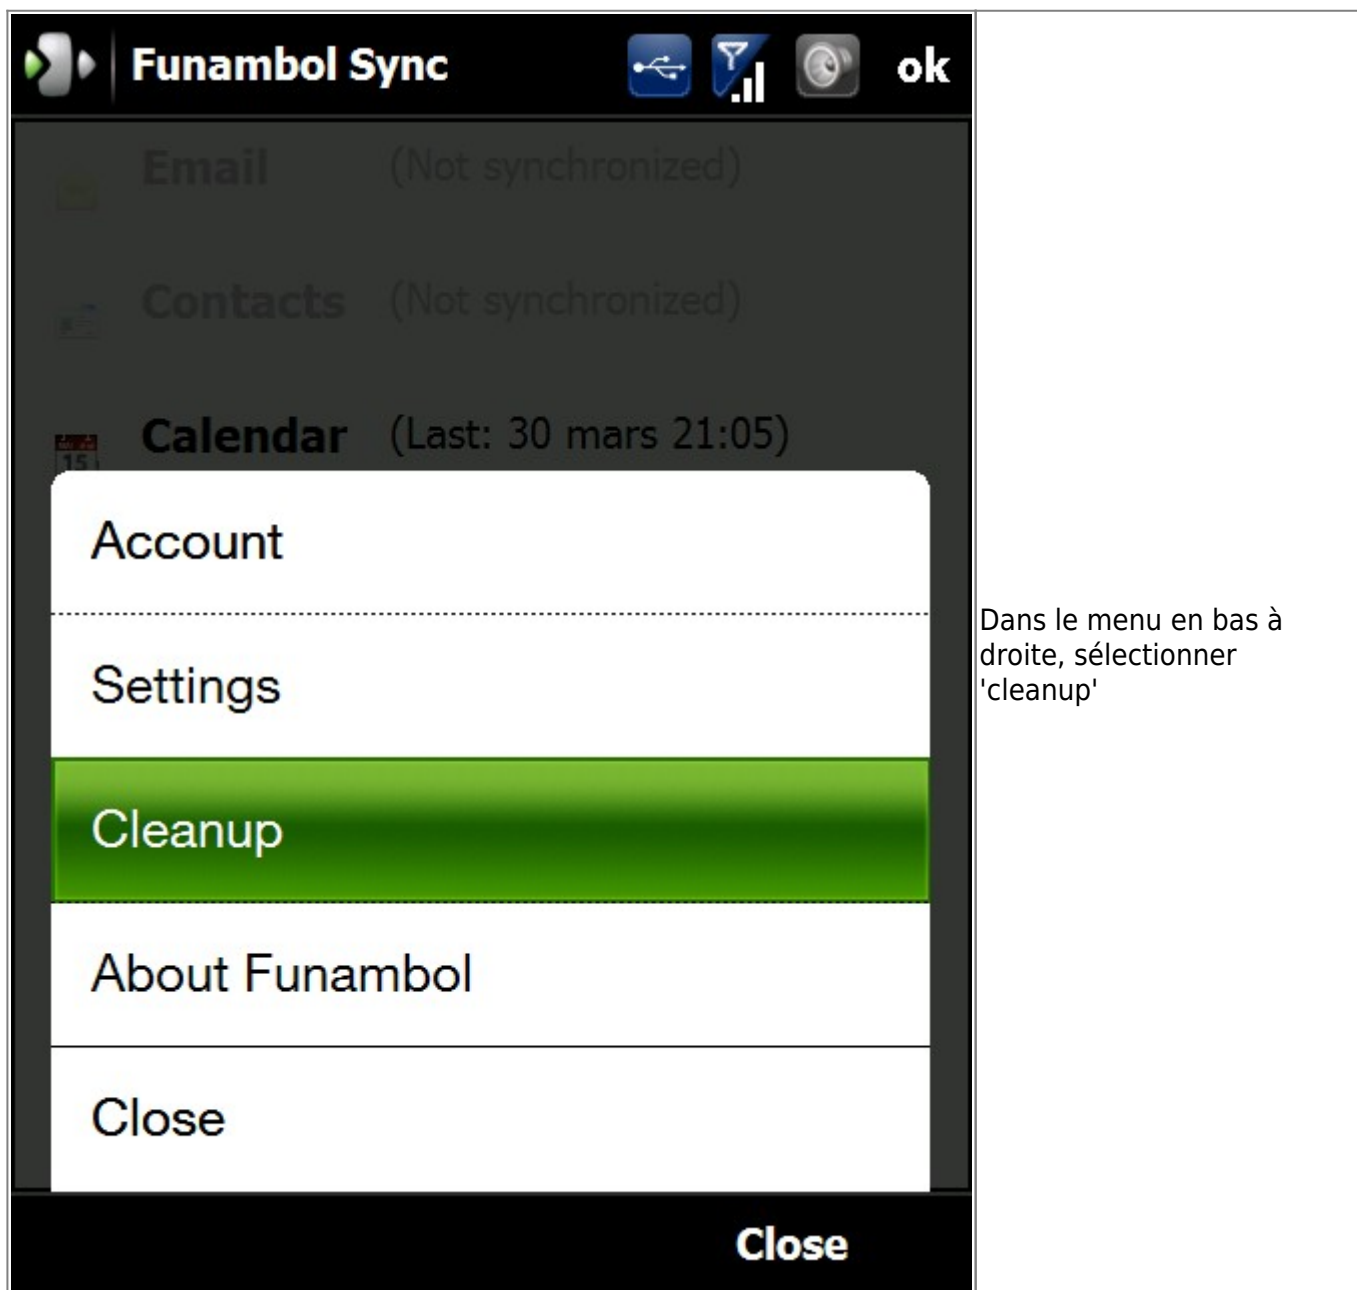 Funambol Sync
ok
Email (Not synchronized)
Contacts (Not synchronized)
Calendar (Last: 30 mars 21:05)
15
Account
Settings
Cleanup
About Funambol
Close
Close
Dans le menu en bas à
droite, sélectionner
'cleanup'